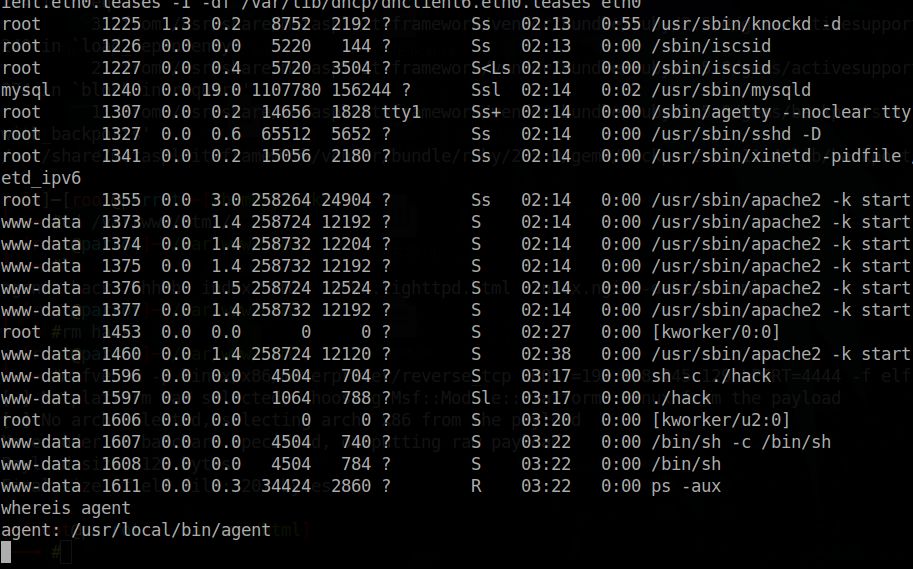 ient.eth0.leases -I -df /var/lib/dhcp/dhclient6.eth0.leases eth0
root      1225  1.3  0.2   8752  2192 ?        Ss   02:13   0:55 /usr/sbin/knockd -d
root      1226  0.0  0.0   5220   144 ?        Ss   02:13   0:00 /sbin/iscsid
root      1227  0.0  0.4   5720  3504 ?        S<Ls 02:13   0:00 /sbin/iscsid
mysql     1240  0.0 19.0 1107780 156244 ?      Ssl  02:14   0:02 /usr/sbin/mysqld
root      1307  0.0  0.2  14656  1828 tty1     Ss+  02:14   0:00 /sbin/agetty --noclear tty
root      1327  0.0  0.6  65512  5652 ?        Ss   02:14   0:00 /usr/sbin/sshd -D
root      1341  0.0  0.2  15056  2180 ?        Ss   02:14   0:00 /usr/sbin/xinetd -pidfile
etd_ipv6
root      1355  0.0  3.0 258264 24904 ?        Ss   02:14   0:00 /usr/sbin/apache2 -k start
www-data  1373  0.0  1.4 258724 12192 ?        S    02:14   0:00 /usr/sbin/apache2 -k start
www-data  1374  0.0  1.4 258732 12204 ?        S    02:14   0:00 /usr/sbin/apache2 -k start
www-data  1375  0.0  1.4 258732 12192 ?        S    02:14   0:00 /usr/sbin/apache2 -k start
www-data  1376  0.0  1.5 258724 12524 ?        S    02:14   0:00 /usr/sbin/apache2 -k start
www-data  1377  0.0  1.4 258732 12192 ?        S    02:14   0:00 /usr/sbin/apache2 -k start
root      1453  0.0  0.0      0     0 ?        S    02:27   0:00 [kworker/0:0]
www-data  1460  0.0  1.4 258724 12120 ?        S    02:38   0:00 /usr/sbin/apache2 -k start
www-data  1596  0.0  0.0   4504   704 ?        S    03:17   0:00 sh -c ./hack
www-data  1597  0.0  0.0   1064   788 ?        Sl   03:17   0:00 ./hack
root      1606  0.0  0.0      0     0 ?        S    03:20   0:00 [kworker/u2:0]
www-data  1607  0.0  0.0   4504   740 ?        S    03:22   0:00 /bin/sh -c /bin/sh
www-data  1608  0.0  0.0   4504   784 ?        S    03:22   0:00 /bin/sh
www-data  1611  0.0  0.3  34424  2860 ?        R    03:22   0:00 ps -aux
whereis agent
agent: /usr/local/bin/agent